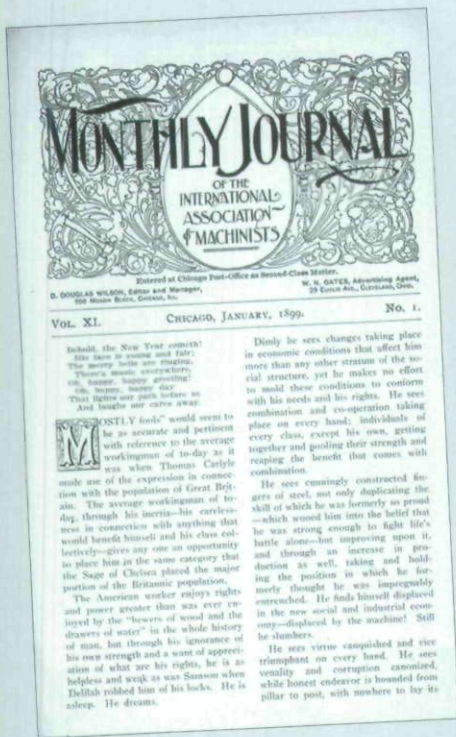 MONTHLY JOURNAL
OF THE
INTERNATIONAL
ASSOCIATION
OF MACHINISTS
Entered at Chicago Post-Office as Second-Class Matter.
D. DOUGLAS WILSON, Editor and Manager,
Block, Chicago, Ill.
W. N. GATES, Advertising Agent,
29 Euclid Ave., Cleveland, Ohio.
VOL. XI. CHICAGO, JANUARY, 1899. No. 1.
Behold, the New Year cometh!
His face is young and fair;
The merry bells are ringing,
There's music everywhere.
Oh, happy, happy greeting!
Oh, happy, happy day
That lights our path before us
And laughs our cares away.
MOSTLY fools" would seem to
be as accurate and pertinent
with reference to the average
workingman of to-day as it
was when Thomas Carlyle
made use of the expression in connec-
tion with the population of Great Brit-
ain. The average workingman of to-
day, through his inertia—his careless-
ness in connection with anything that
would benefit himself and his class col-
lectively—gives any one an opportunity
to place him in the same category that
the Sage of Chelsea placed the major
portion of the Britannic population.
The American worker enjoys rights
and power greater than was ever en-
joyed by the "hewers of wood and the
drawers of water" in the whole history
of man, but through his ignorance of
his own strength and a want of appreci-
ation of what are his rights, he is as
helpless and weak as was Samson when
Delilah robbed him of his locks. He is
asleep. He dreams.
Dimly he sees changes taking place
in economic conditions that affect him
more than any other stratum of the so-
cial structure, yet he makes no effort
to mold these conditions to conform
with his needs and his rights. He sees
combination and co-operation taking
place on every hand; individuals of
every class, except his own, getting
together and pooling their strength and
reaping the benefit that comes with
combination.
He sees cunningly constructed fin-
gers of steel, not only duplicating the
skill of which he was formerly so proud
—which wooed him into the belief that
he was strong enough to fight life's
battle alone—but improving upon it,
and through an increase in pro-
duction as well, taking and hold-
ing the position in which he for-
merly thought he was impregnably
entrenched. He finds himself displaced
in the new social and industrial econ-
omy—displaced by the machine! Still
he slumbers.
He sees virtue vanquished and vice
triumphant on every hand. He sees
venality and corruption canonized,
while honest endeavor is hounded from
pillar to post, with nowhere to lay its